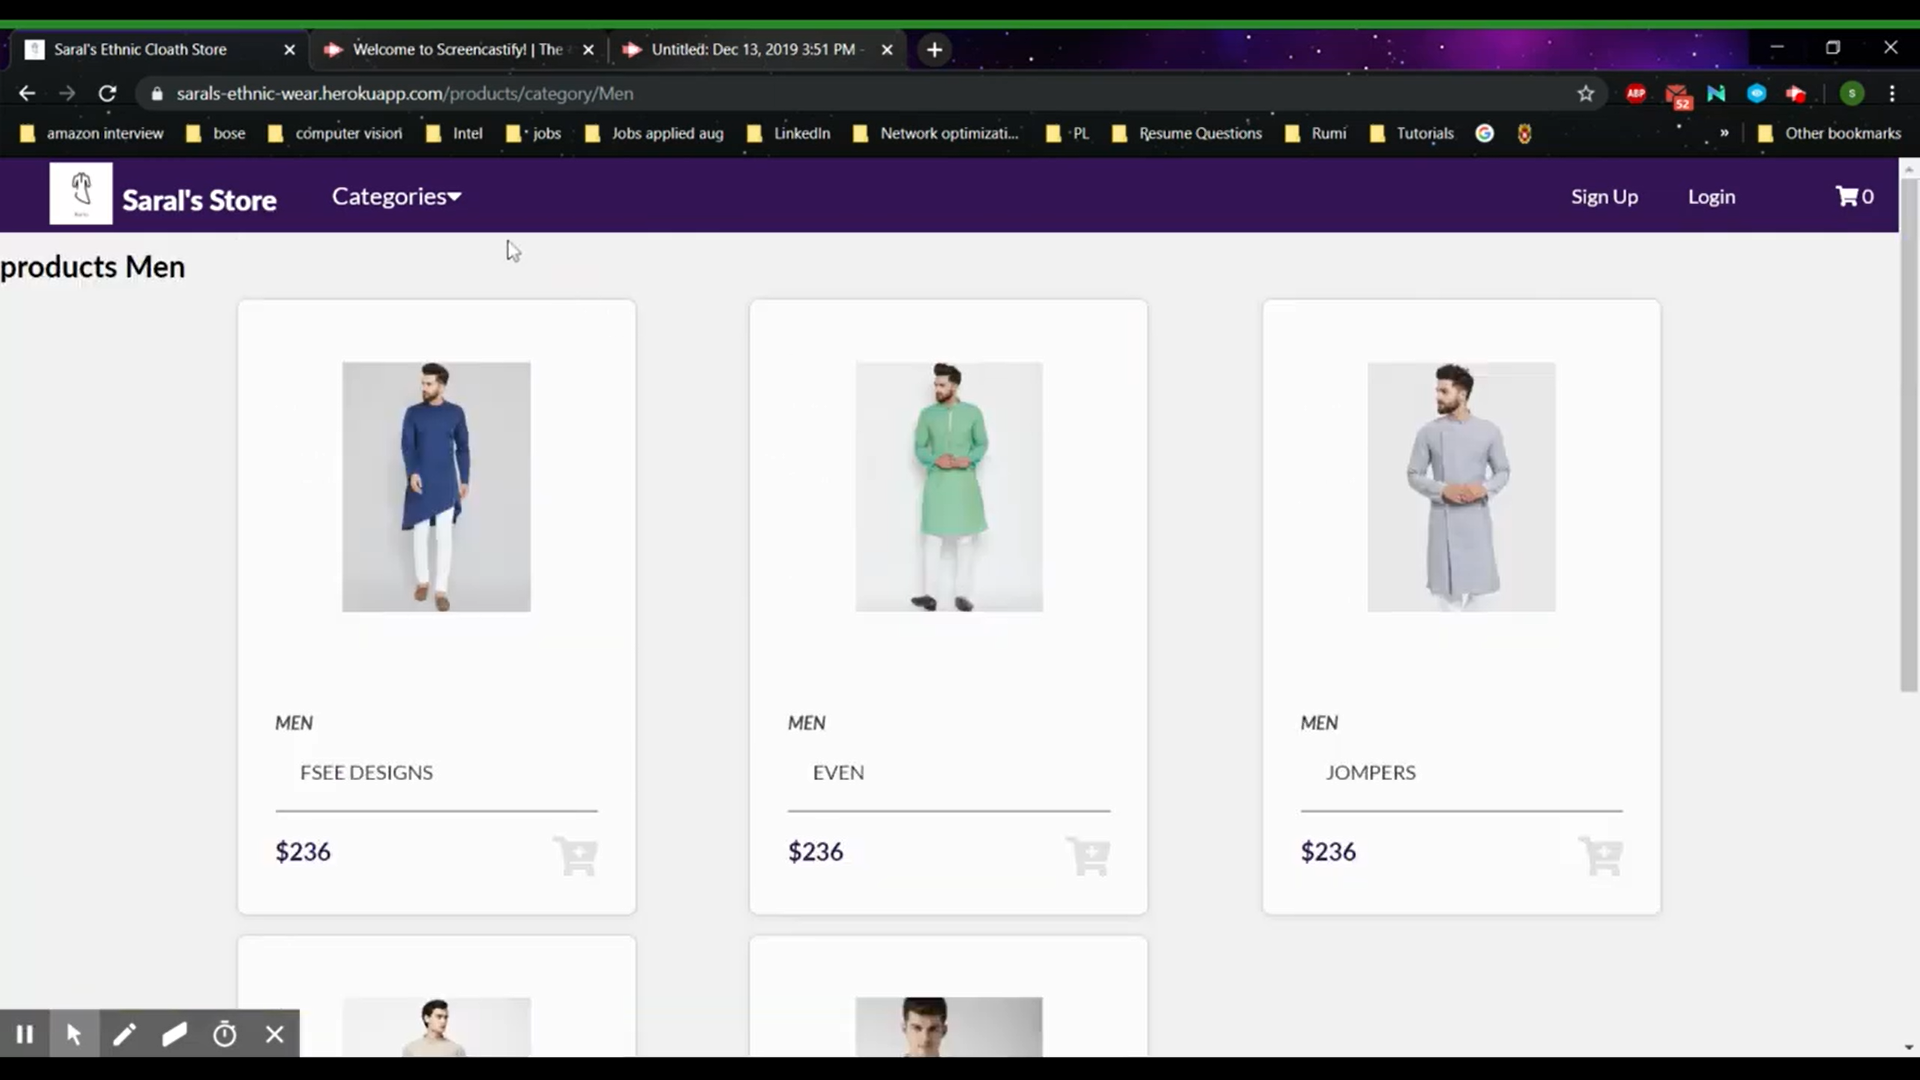 Saral's Ethnic Cloath Store
Welcome to Screencastify! | The
Untitled: Dec 13, 2019 3:51 PM -
sarals-ethnic-wear.herokuapp.com/products/category/Men
ABP
52
S
amazon interview
bose
computer vision
Intel
jobs
Jobs applied aug
LinkedIn
Network optimizati...
PL
Resume Questions
Rumi
Tutorials
»
Other bookmarks
Saral's Store
Categories
Sign Up
Login
0
products Men
MEN
FSEE DESIGNS
$236
MEN
EVEN
$236
MEN
JOMPERS
$236